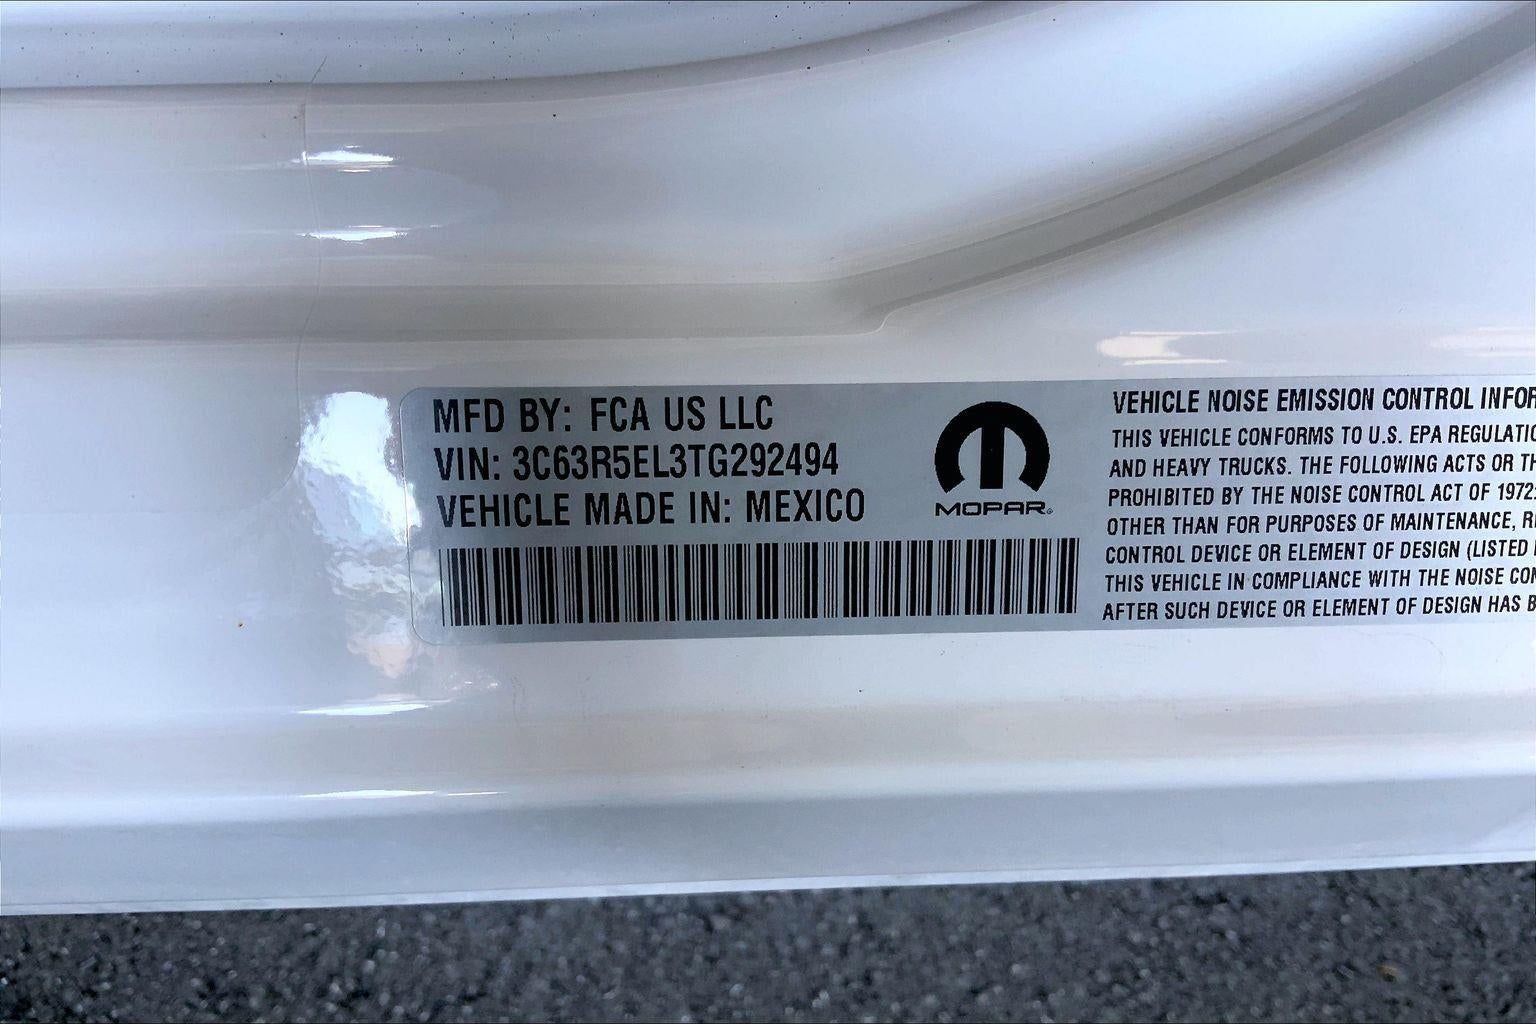 MFD BY: FCA US LLC
VIN: 3C63R5EL3TG292494
VEHICLE MADE IN: MEXICO
MOPAR®
VEHICLE NOISE EMISSION CONTROL
THIS VEHICLE CONFORMS TO U.S. EPA
AND HEAVY TRUCKS. THE FOLLOWING ACTS OR
PROHIBITED BY THE NOISE CONTROL ACT OF 1972:
OTHER THAN FOR PURPOSES OF MAINTENANCE,
CONTROL DEVICE OR ELEMENT OF DESIGN (LISTED
THIS VEHICLE IN COMPLIANCE WITH THE NOISE
AFTER SUCH DEVICE OR ELEMENT OF DESIGN HAS